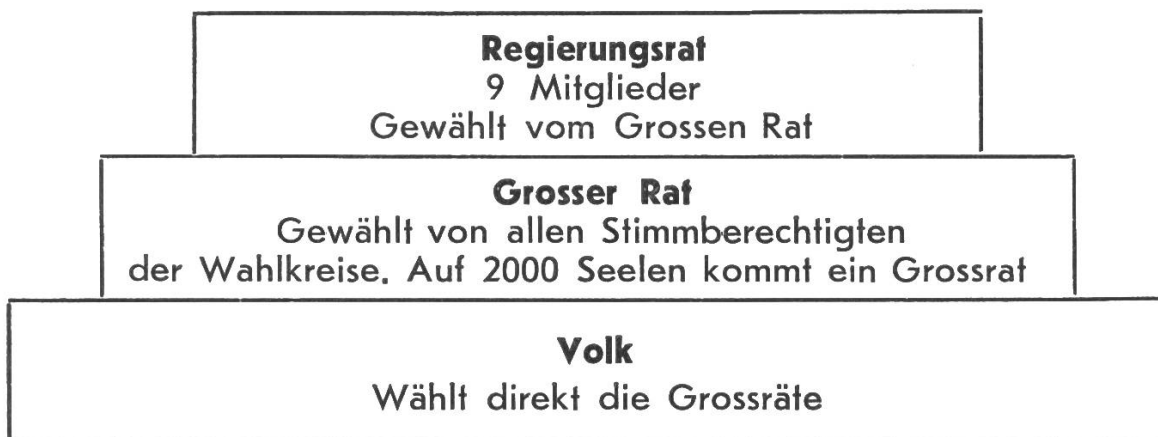 Regierungsrat
9 Mitglieder
Gewählt vom Grossen Rat
Grosser Rat
Gewählt von allen Stimmberechtigten
der Wahlkreise. Auf 2000 Seelen kommt ein Grossrat
Volk
Wählt direkt die Grossräte